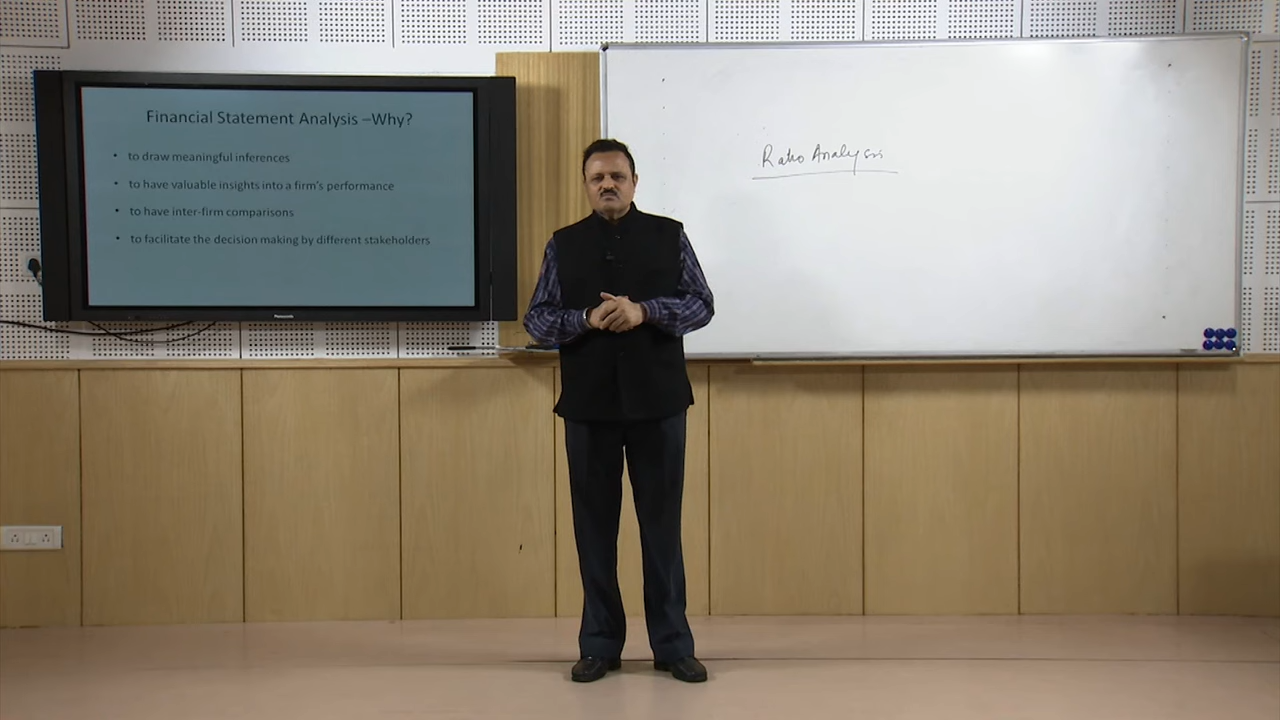 Financial Statement Analysis –Why?
• to draw meaningful inferences
• to have valuable insights into a firm's performance
• to have inter-firm comparisons
• to facilitate the decision making by different stakeholders
Panasonic
Ratio Analysis